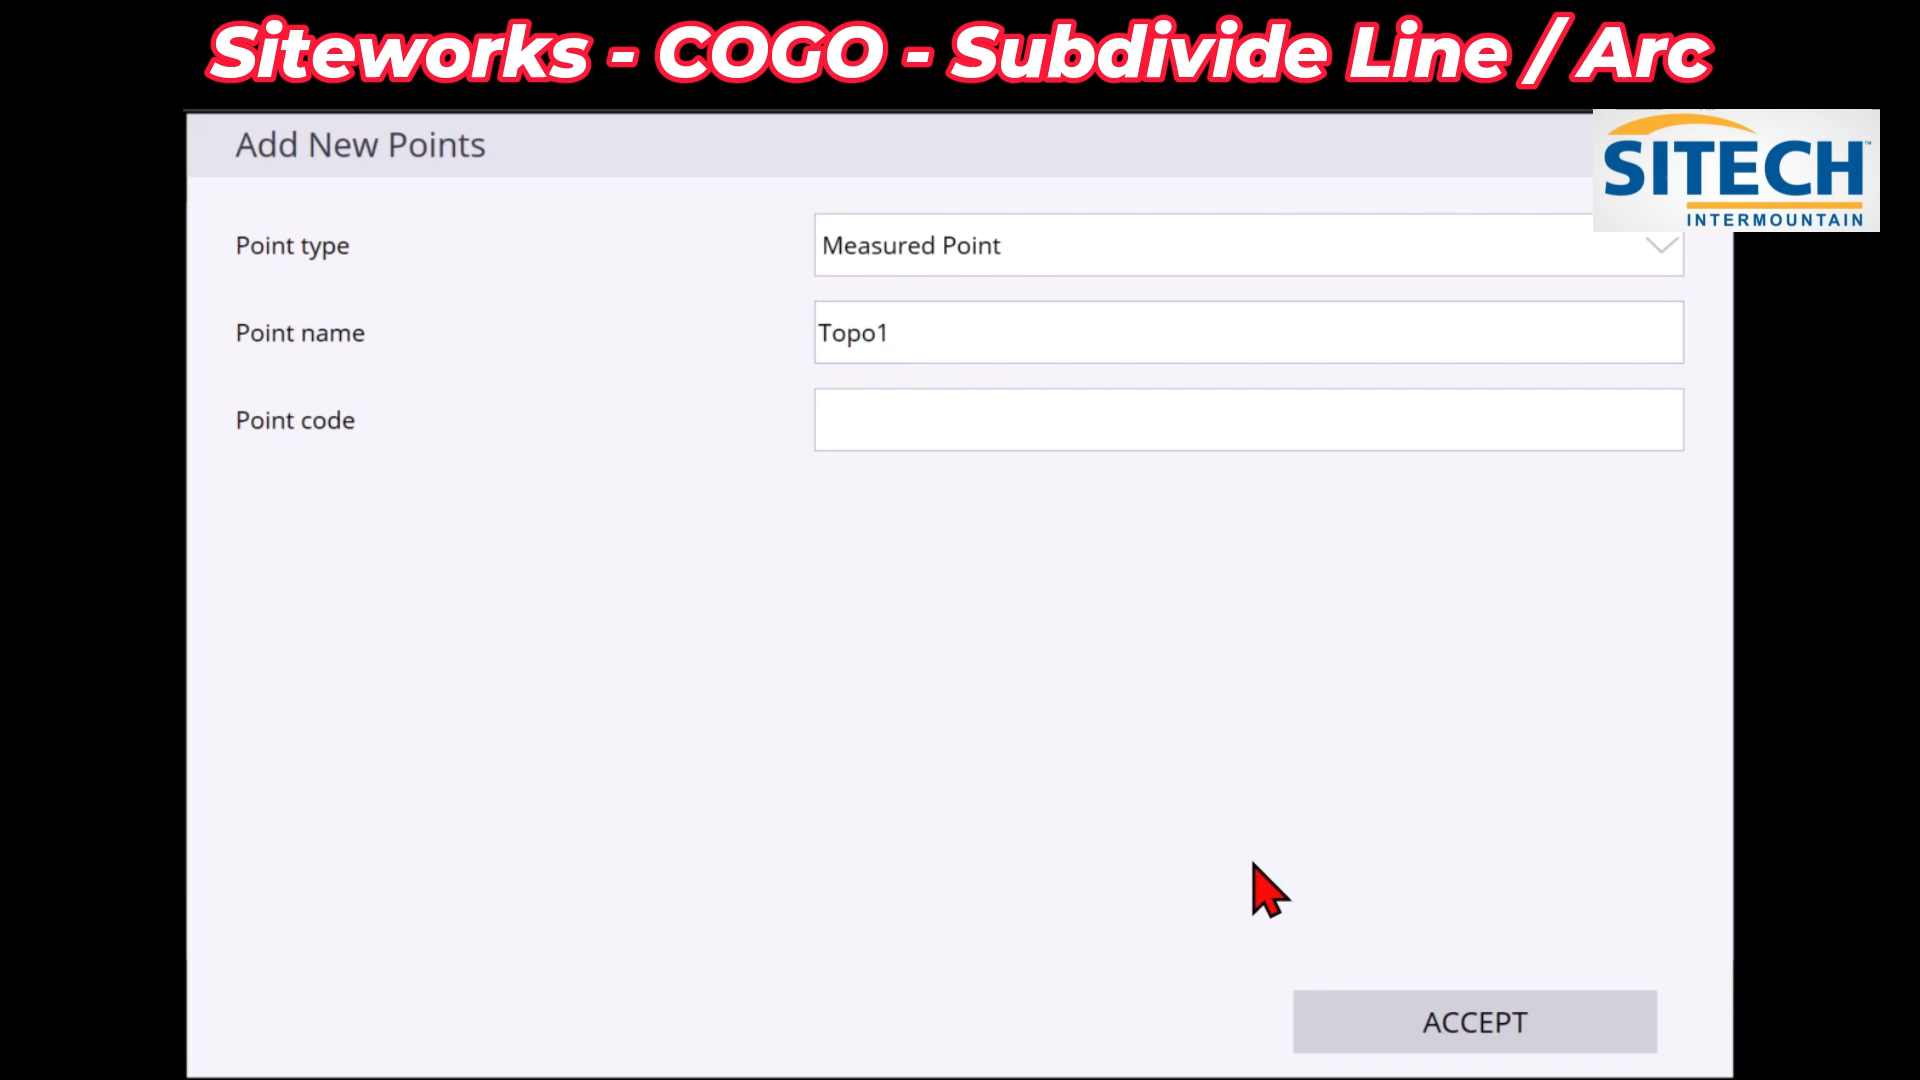 Siteworks - COGO - Subdivide Line / Arc
Add New Points
SITECH™
INTERMOUNTAIN
Point type
Measured Point
Point name
Topo1
Point code
ACCEPT